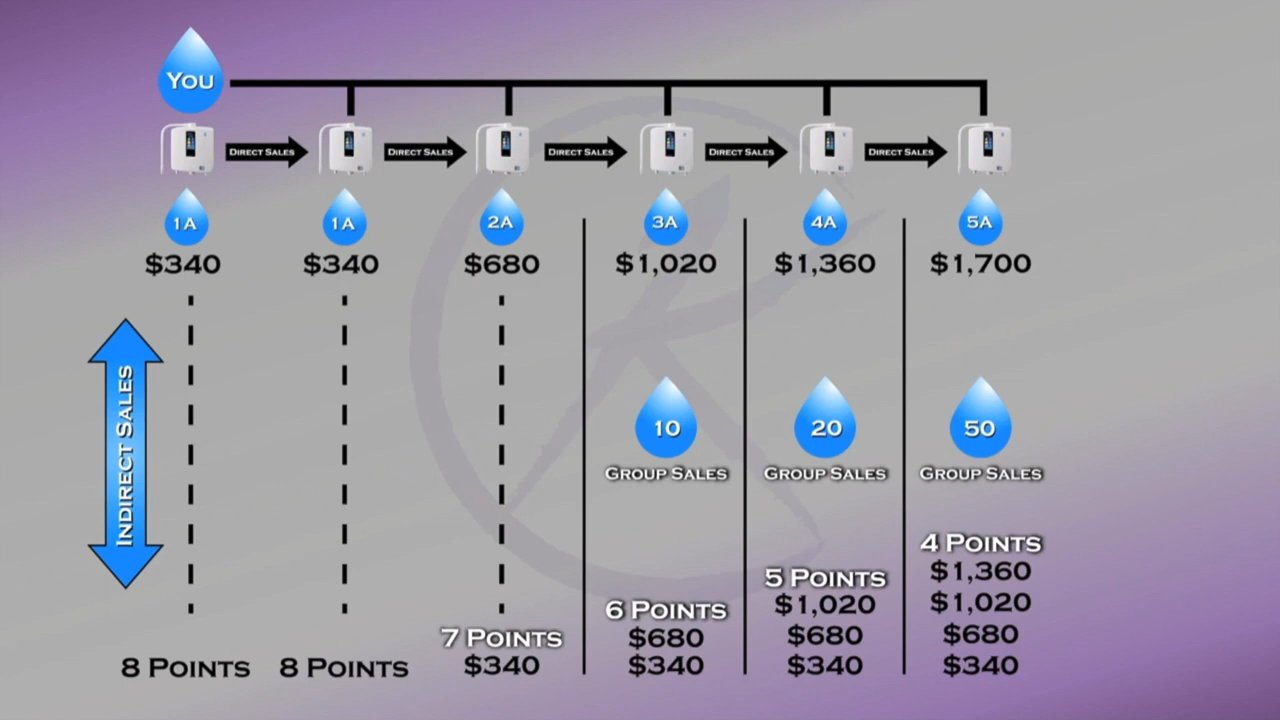 You
Direct Sales Direct Sales Direct Sales Direct Sales Direct Sales
1A 1A 2A 3A 4A 5A
$340 $340 $680 $1,020 $1,360 $1,700
Indirect Sales
10 20 50
Group Sales Group Sales Group Sales
4 Points
5 Points $1,360
6 Points $1,020 $1,020
7 Points $680 $680 $680
8 Points 8 Points $340 $340 $340 $340